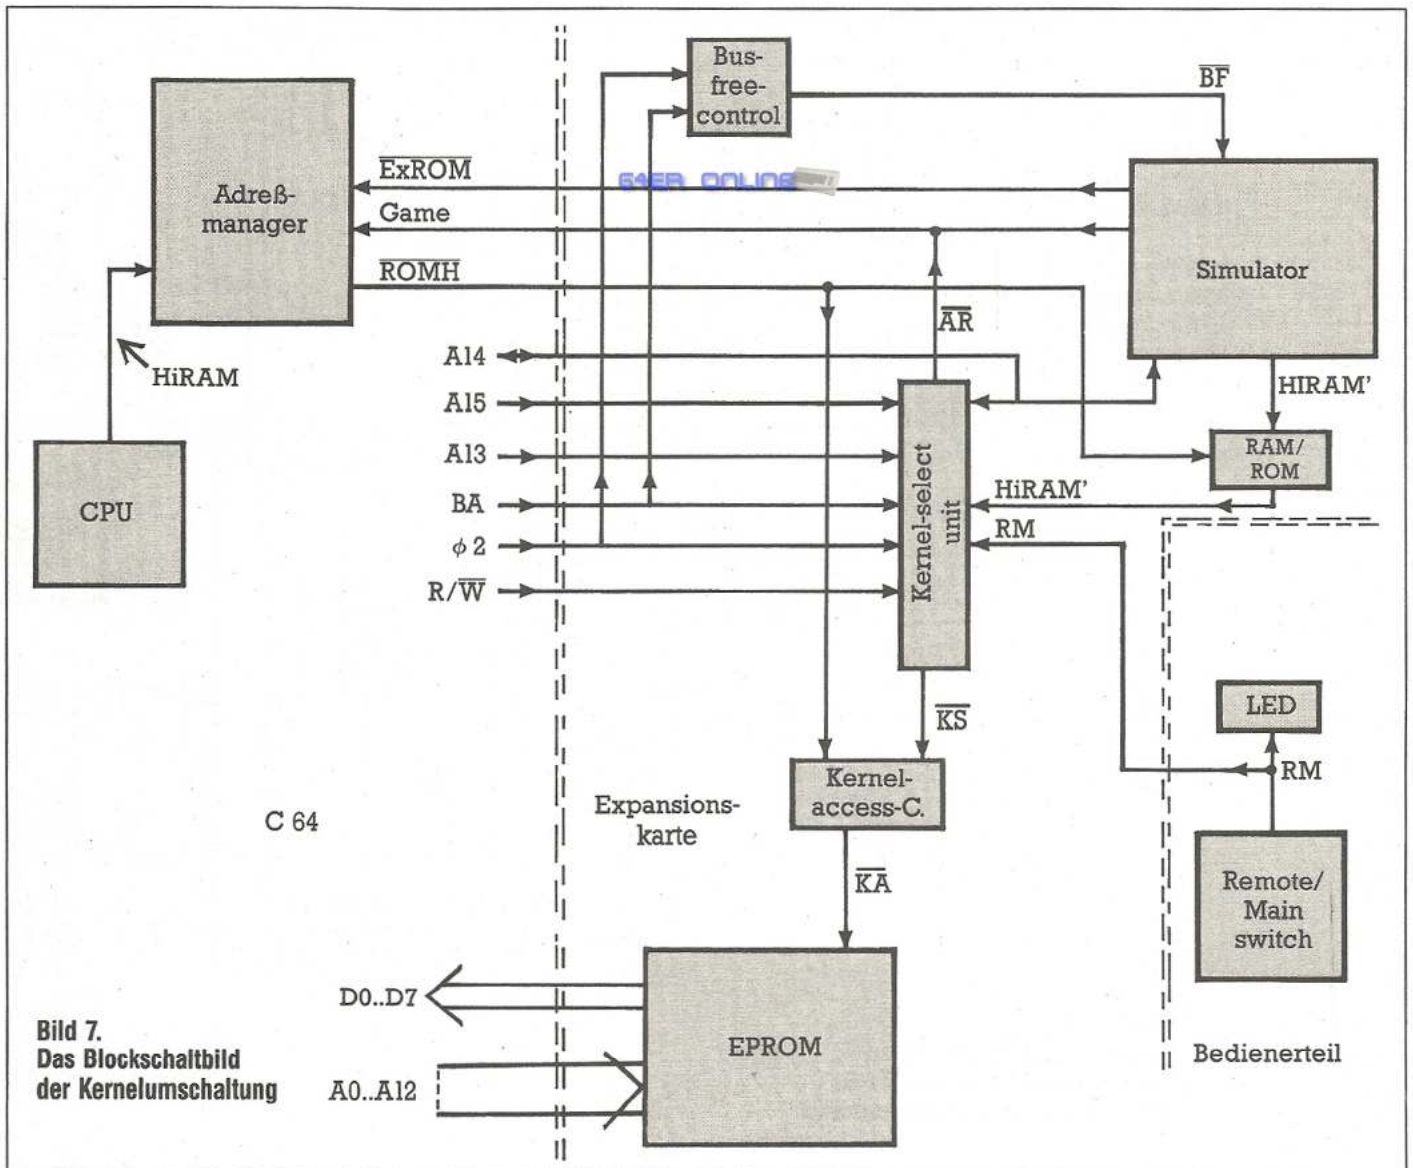 Bus-
free-
control
BF
64ER ONLINE
ExROM
Adreß-
manager
Game
Simulator
ROMH
AR
A14
HiRAM
HIRAM'
A15
A13
RAM/
ROM
CPU
BA
Kernel-select
unit
HiRAM'
RM
φ2
R/W
LED
KS
RM
Kernel-
access-C.
Expansions-
karte
C 64
KA
Remote/
Main
switch
D0..D7
EPROM
Bedienerteil
A0..A12
Bild 7.
Das Blockschaltbild
der Kernelumschaltung